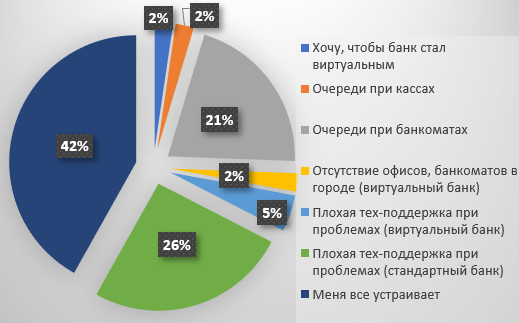 2%
2%
21%
2%
5%
26%
42%
Хочу, чтобы банк стал
виртуальным
Очереди при кассах
Очереди при банкоматах
Отсутствие офисов, банкоматов в
городе (виртуальный банк)
Плохая тех-поддержка при
проблемах (виртуальный банк)
Плохая тех-поддержка при
проблемах (стандартный банк)
Меня все устраивает